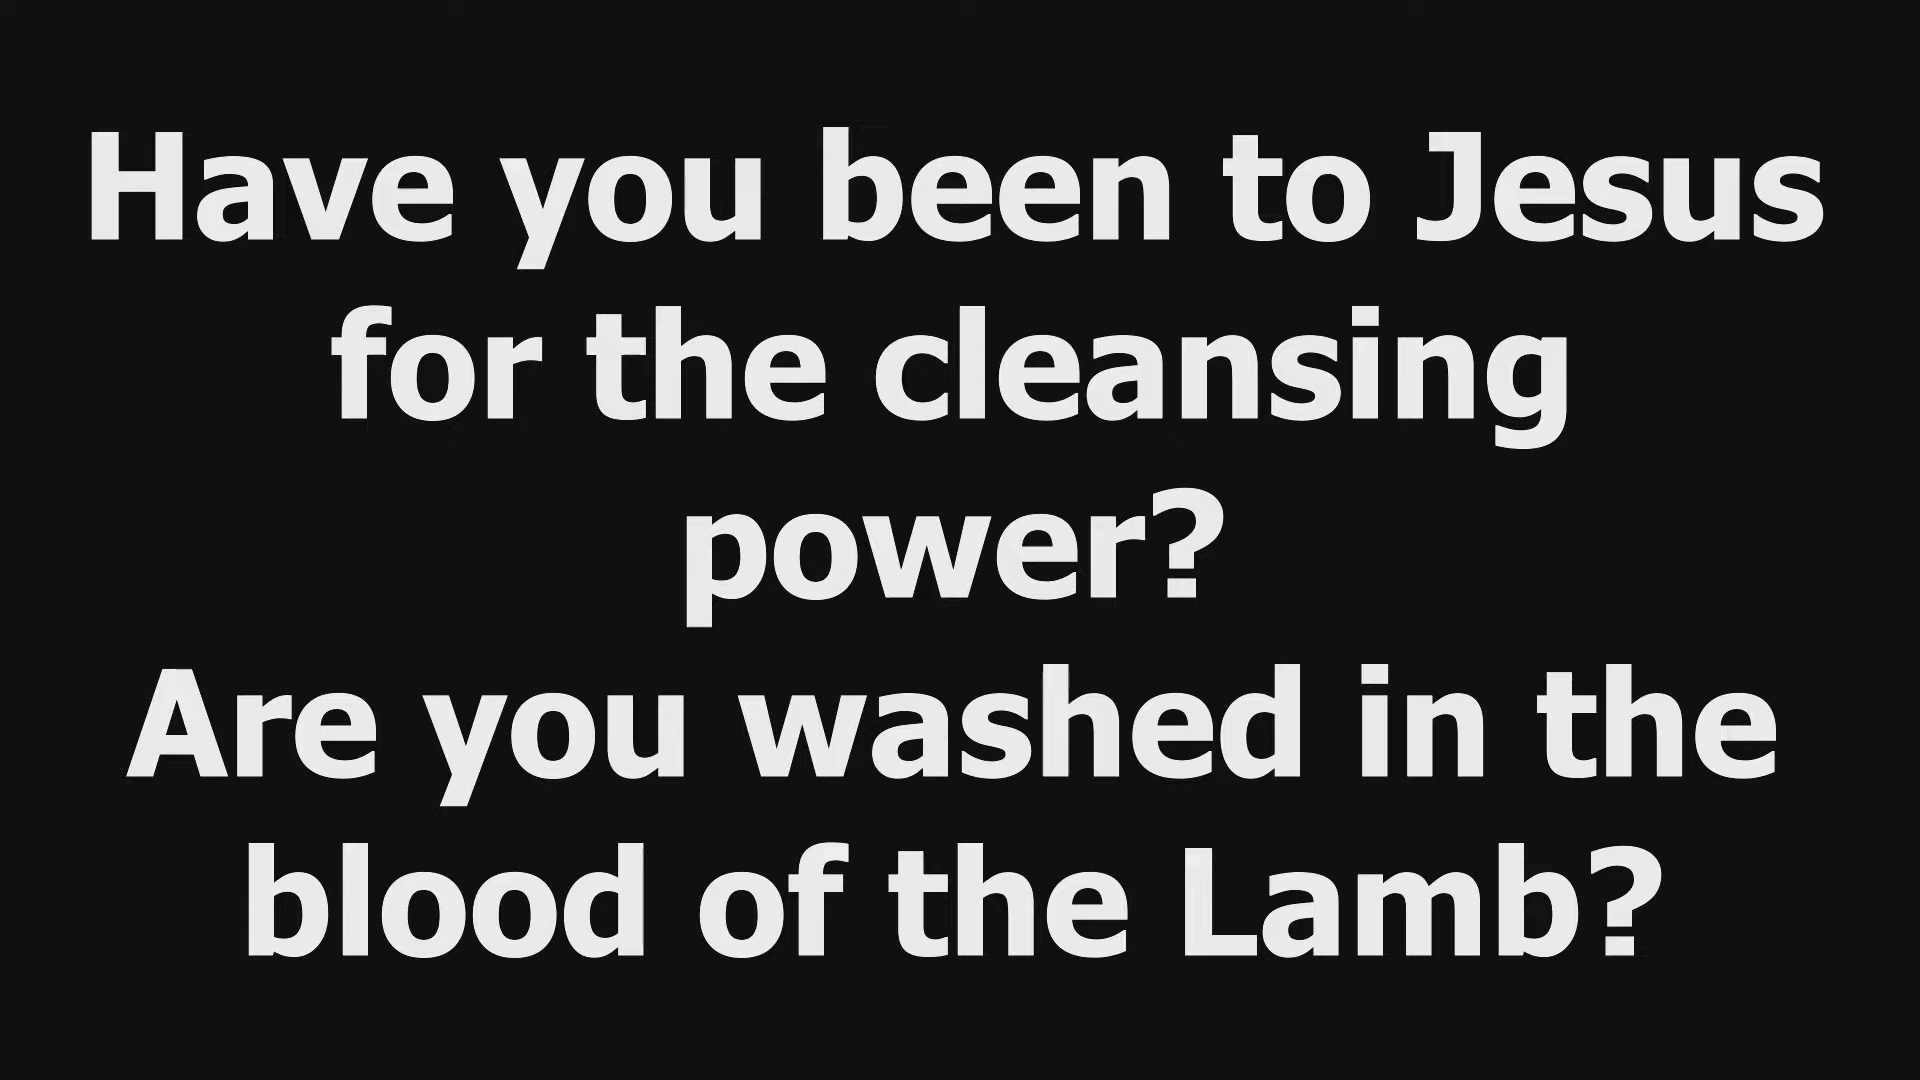 Have you been to Jesus
for the cleansing
power?
Are you washed in the
blood of the Lamb?